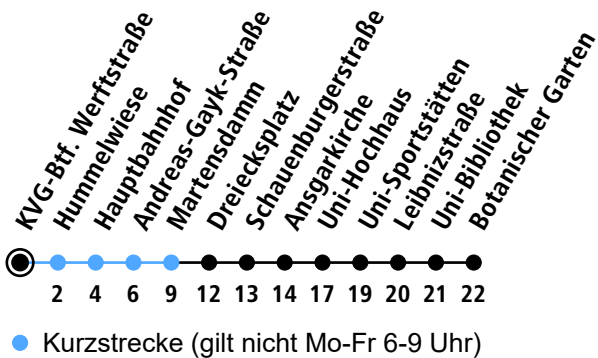 KVG-Btf. Werftstraße
Hummelwiese
Hauptbahnhof
Andreas-Gayk-Straße
Martensdamm
Dreiecksplatz
Schauenburgerstraße
Ansgarkirche
Uni-Hochhaus
Uni-Sportstätten
Leibnizstraße
Uni-Bibliothek
Botanischer Garten
2 4 6 9 12 13 14 17 19 20 21 22
Kurzstrecke (gilt nicht Mo-Fr 6-9 Uhr)